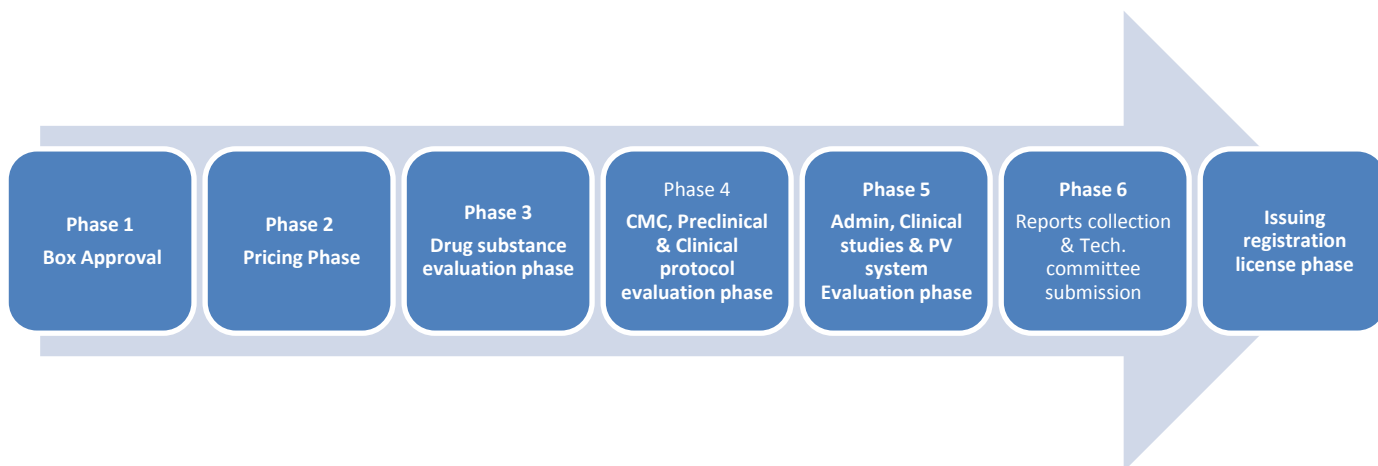 Phase 1
Box Approval
Phase 2
Pricing Phase
Phase 3
Drug substance
evaluation phase
Phase 4
CMC, Preclinical
& Clinical
protocol
evaluation phase
Phase 5
Admin, Clinical
studies & PV
system
Evaluation phase
Phase 6
Reports collection
& Tech.
committee
submission
Issuing
registration
license phase